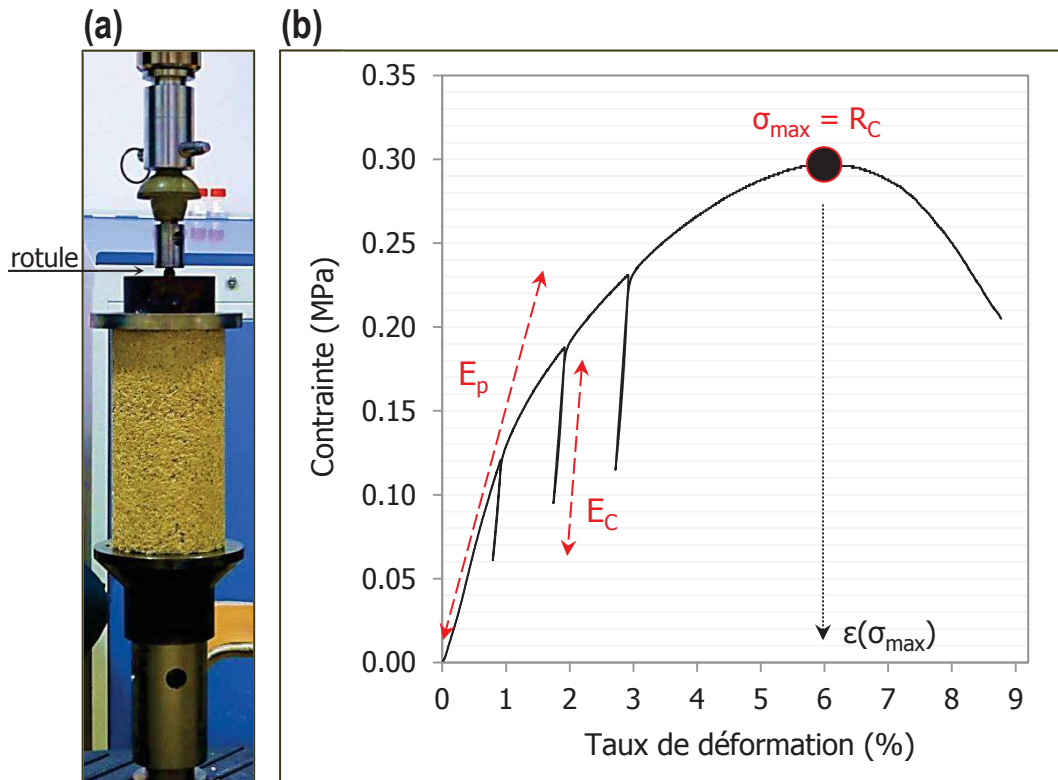 (a)
(b)
rotule
Contrainte (MPa)
0.35
0.30
0.25
0.20
0.15
0.10
0.05
0.00
σmax = RC
Ep
EC
ε(σmax)
0 1 2 3 4 5 6 7 8 9
Taux de déformation (%)